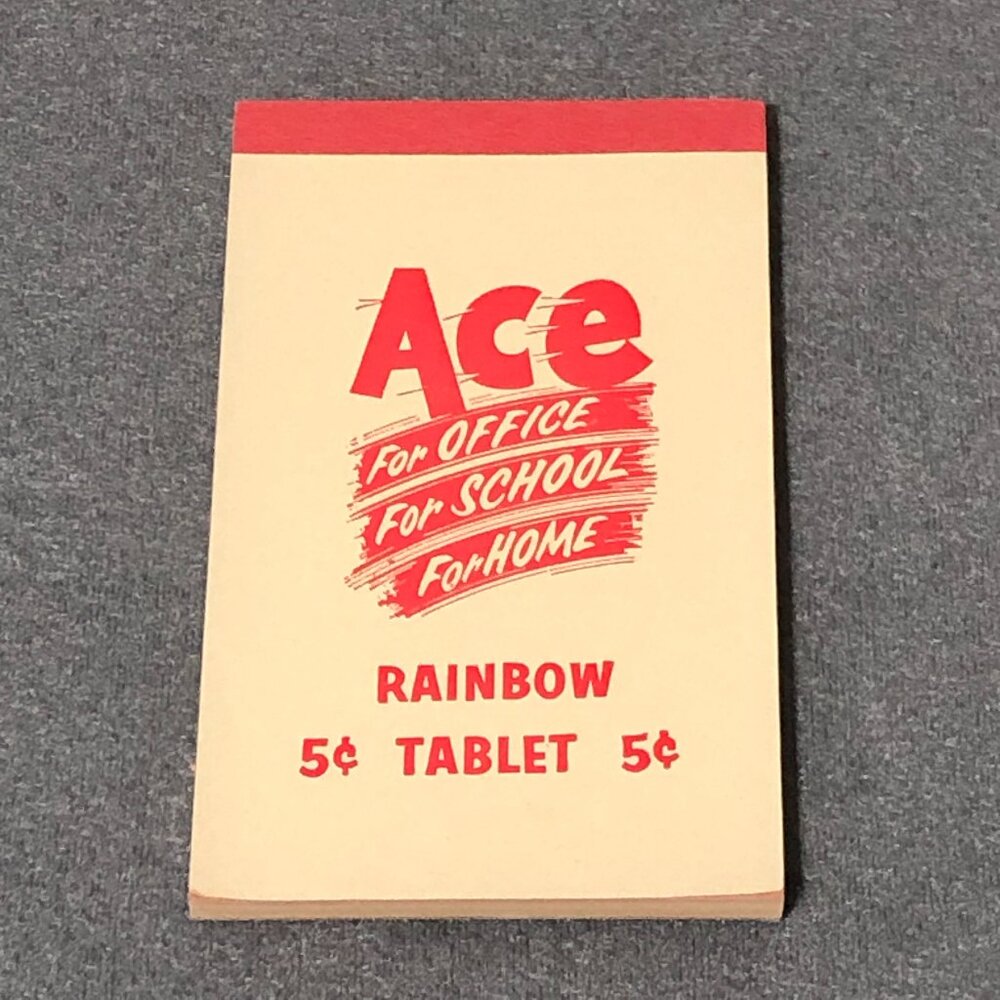 Ace
For OFFICE
For SCHOOL
For HOME
RAINBOW
5¢ TABLET 5¢